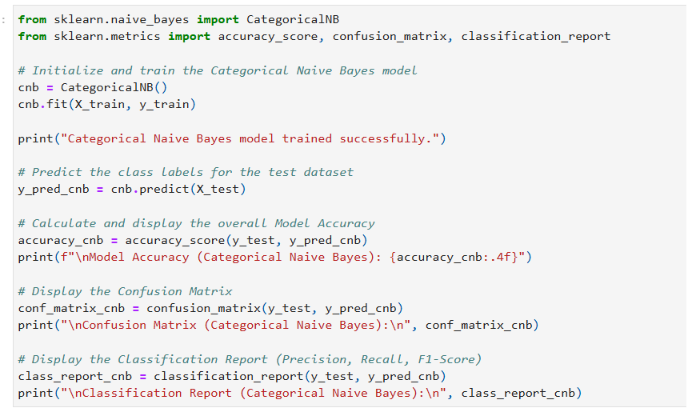 :
from sklearn.naive_bayes import CategoricalNB
from sklearn.metrics import accuracy_score, confusion_matrix, classification_report
# Initialize and train the Categorical Naive Bayes model
cnb = CategoricalNB()
cnb.fit(X_train, y_train)
print("Categorical Naive Bayes model trained successfully.")
# Predict the class labels for the test dataset
y_pred_cnb = cnb.predict(X_test)
# Calculate and display the overall Model Accuracy
accuracy_cnb = accuracy_score(y_test, y_pred_cnb)
print(f"\nModel Accuracy (Categorical Naive Bayes): {accuracy_cnb:.4f}")
# Display the Confusion Matrix
conf_matrix_cnb = confusion_matrix(y_test, y_pred_cnb)
print("\nConfusion Matrix (Categorical Naive Bayes):\n", conf_matrix_cnb)
# Display the Classification Report (Precision, Recall, F1-Score)
class_report_cnb = classification_report(y_test, y_pred_cnb)
print("\nClassification Report (Categorical Naive Bayes):\n", class_report_cnb)